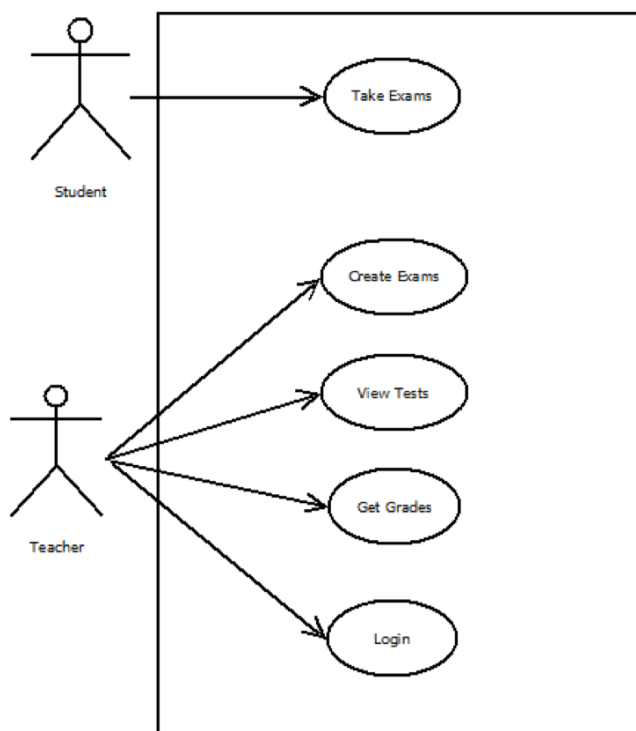 Take Exams
Student
Create Exams
View Tests
Get Grades
Teacher
Login